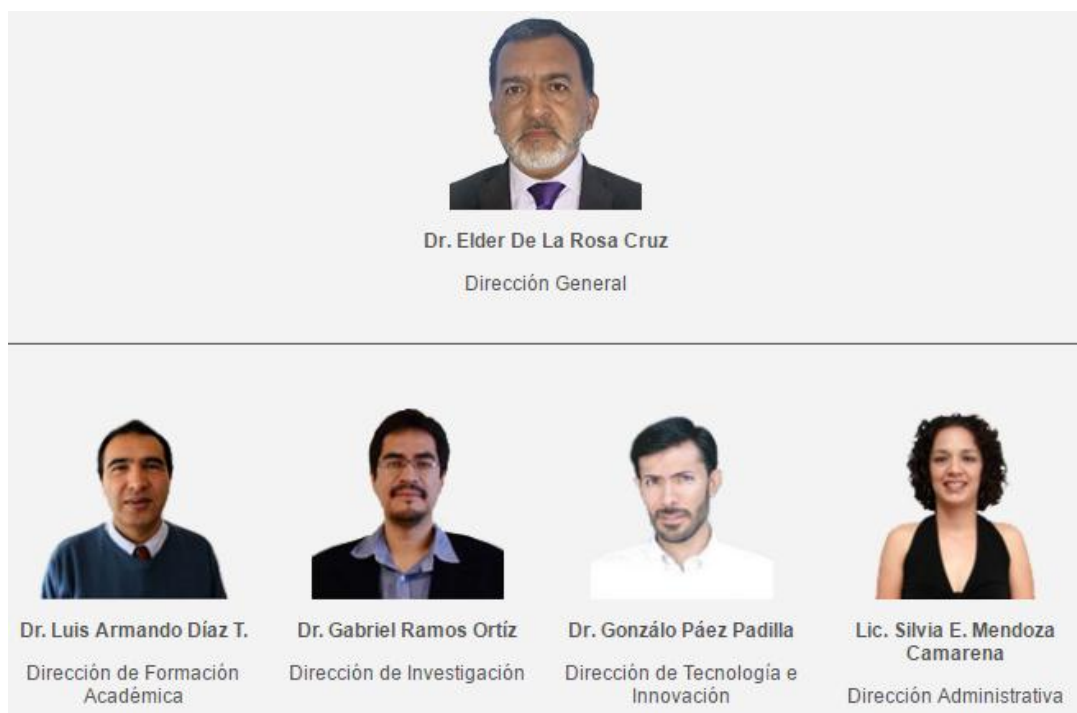 Dr. Elder De La Rosa Cruz
Dirección General
Dr. Luis Armando Díaz T.
Dirección de Formación
Académica
Dr. Gabriel Ramos Ortíz
Dirección de Investigación
Dr. Gonzálo Páez Padilla
Dirección de Tecnología e
Innovación
Lic. Silvia E. Mendoza
Camarena
Dirección Administrativa